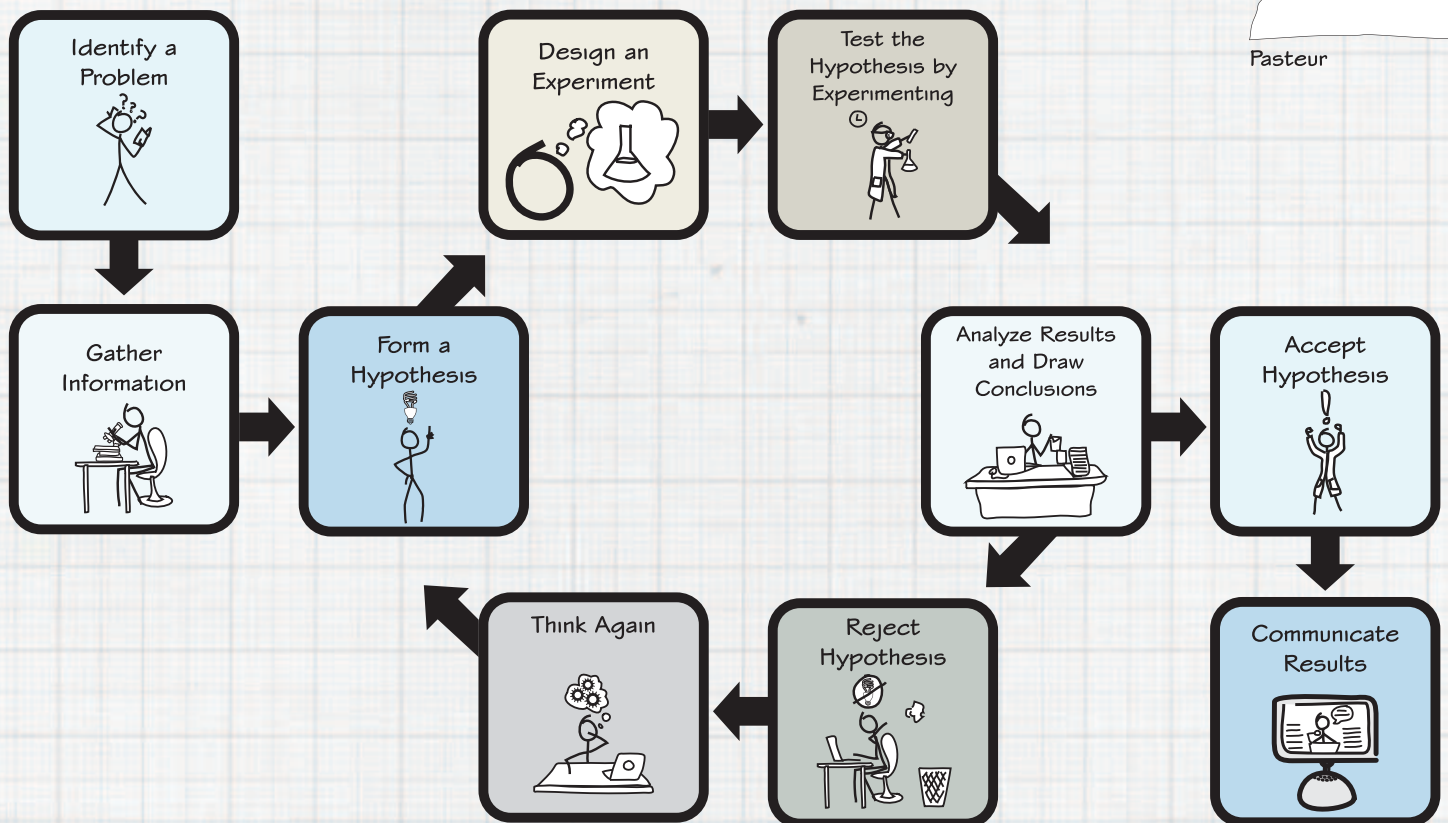 Pasteur
Identify a
Problem
Gather
Information
Form a
Hypothesis
Design an
Experiment
Test the
Hypothesis by
Experimenting
Analyze Results
and Draw
Conclusions
Accept
Hypothesis
Communicate
Results
Reject
Hypothesis
Think Again